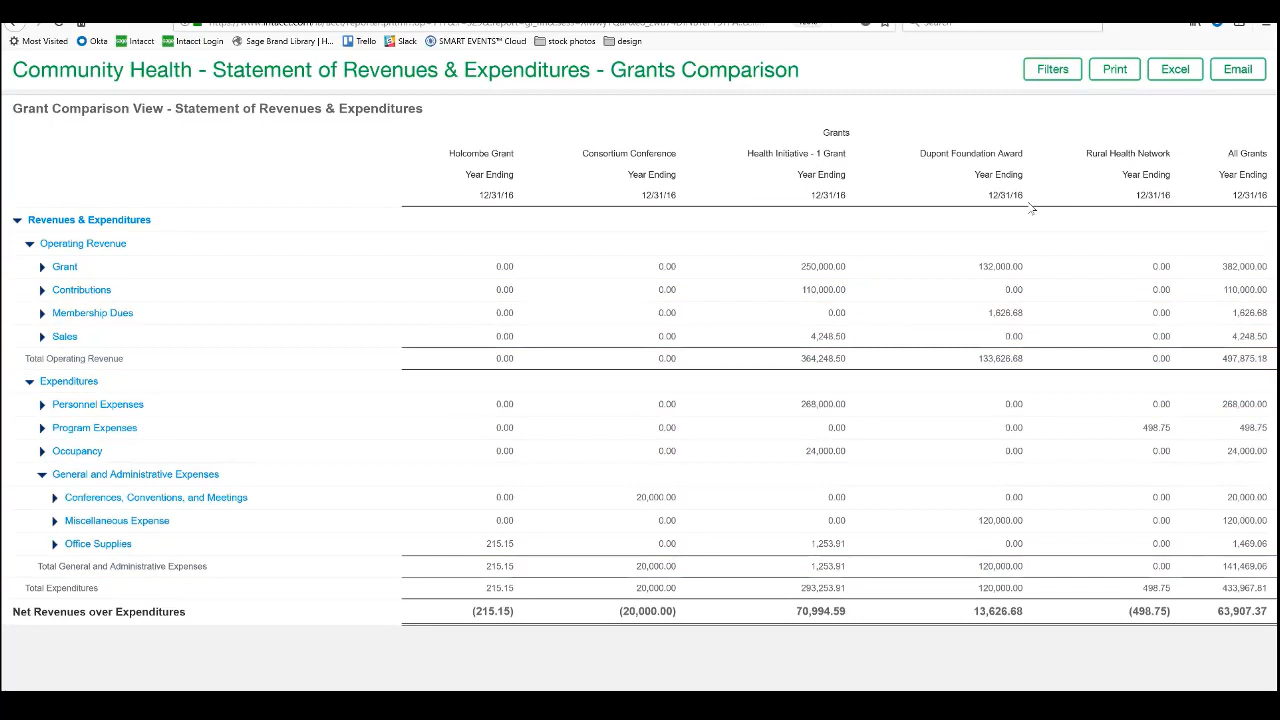 Most Visited Okta Intacct Intacct Login Sage Brand Library | H... Trello Slack SMART EVENTS™ Cloud stock photos design
Community Health - Statement of Revenues & Expenditures - Grants Comparison Filters Print Excel Email
Grant Comparison View - Statement of Revenues & Expenditures
Grants
Holcombe Grant Consortium Conference Health Initiative - 1 Grant Dupont Foundation Award Rural Health Network All Grants
Year Ending Year Ending Year Ending Year Ending Year Ending Year Ending
12/31/16 12/31/16 12/31/16 12/31/16 12/31/16 12/31/16
Revenues & Expenditures
Operating Revenue
Grant 0.00 0.00 250,000.00 132,000.00 0.00 382,000.00
Contributions 0.00 0.00 110,000.00 0.00 0.00 110,000.00
Membership Dues 0.00 0.00 0.00 1,626.68 0.00 1,626.68
Sales 0.00 0.00 4,248.50 0.00 0.00 4,248.50
Total Operating Revenue 0.00 0.00 364,248.50 133,626.68 0.00 497,875.18
Expenditures
Personnel Expenses 0.00 0.00 268,000.00 0.00 0.00 268,000.00
Program Expenses 0.00 0.00 0.00 0.00 498.75 498.75
Occupancy 0.00 0.00 24,000.00 0.00 0.00 24,000.00
General and Administrative Expenses
Conferences, Conventions, and Meetings 0.00 20,000.00 0.00 0.00 0.00 20,000.00
Miscellaneous Expense 0.00 0.00 0.00 120,000.00 0.00 120,000.00
Office Supplies 215.15 0.00 1,253.91 0.00 0.00 1,469.06
Total General and Administrative Expenses 215.15 20,000.00 1,253.91 120,000.00 0.00 141,469.06
Total Expenditures 215.15 20,000.00 293,253.91 120,000.00 498.75 433,967.81
Net Revenues over Expenditures (215.15) (20,000.00) 70,994.59 13,626.68 (498.75) 63,907.37